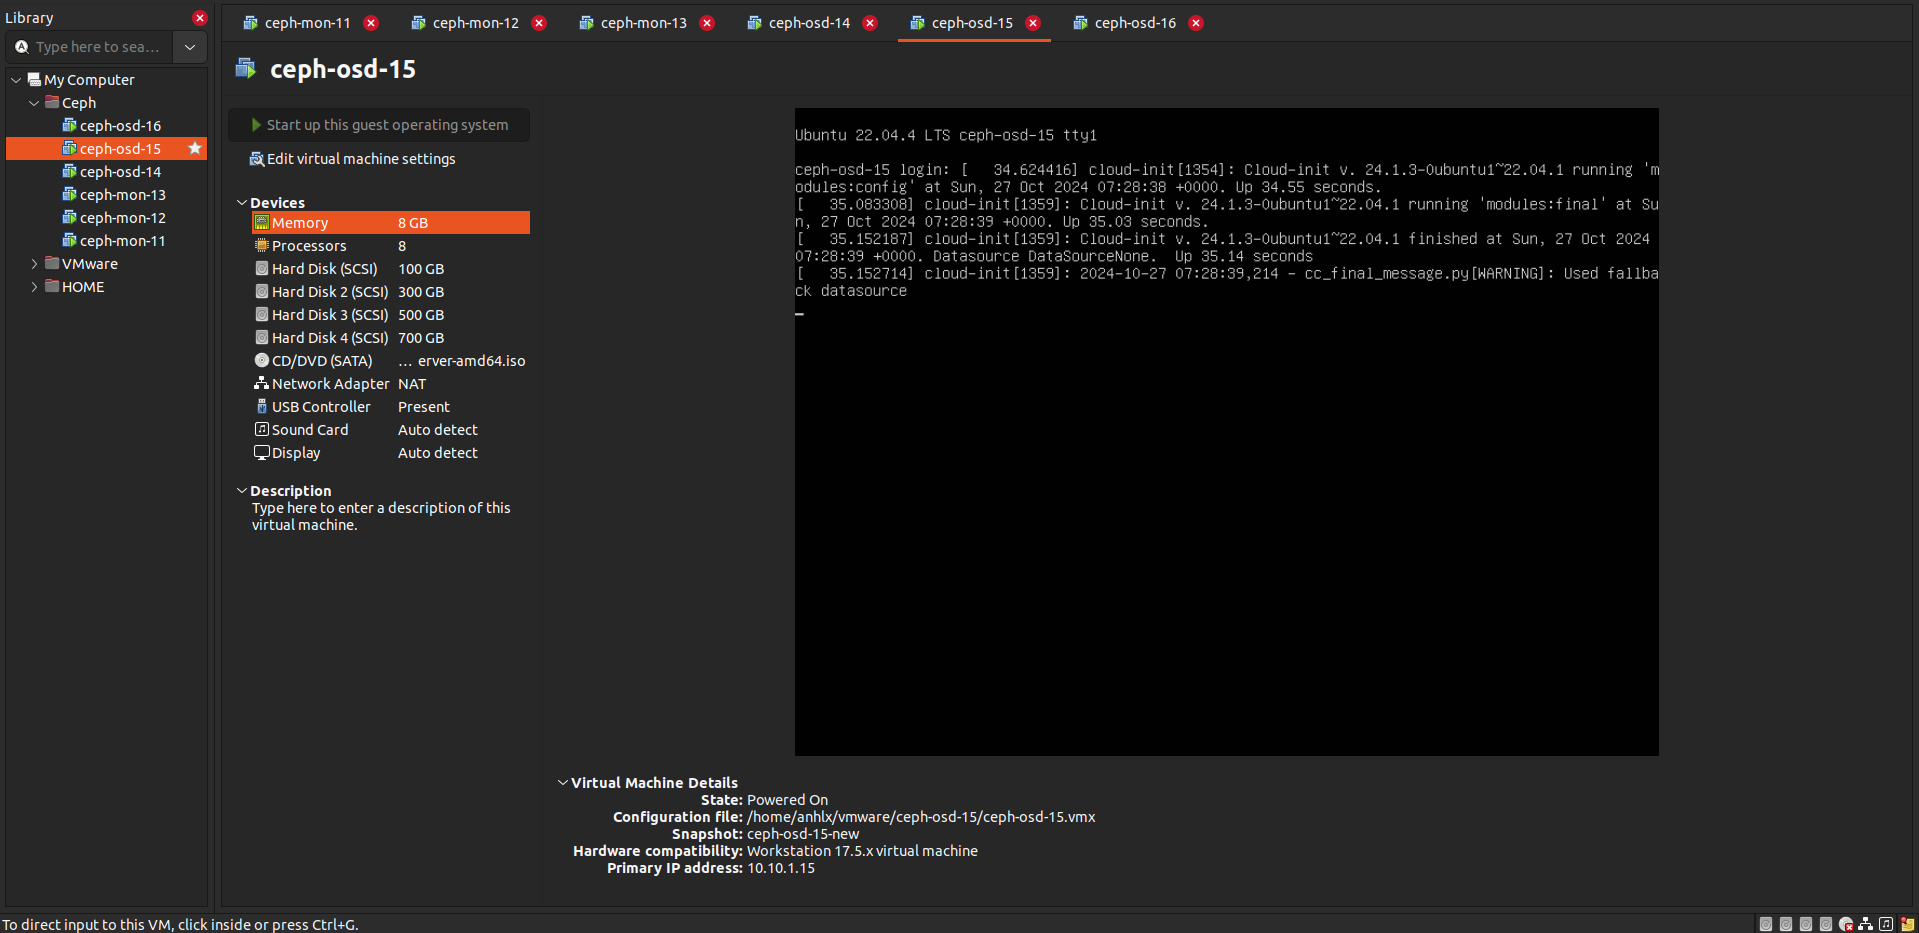 Library
Type here to sea...
My Computer
Ceph
ceph-osd-16
ceph-osd-15
ceph-osd-14
ceph-mon-13
ceph-mon-12
ceph-mon-11
VMware
HOME
ceph-mon-11
ceph-mon-12
ceph-mon-13
ceph-osd-14
ceph-osd-15
ceph-osd-16
ceph-osd-15
Start up this guest operating system
Edit virtual machine settings
Devices
Memory 8 GB
Processors 8
Hard Disk (SCSI) 100 GB
Hard Disk 2 (SCSI) 300 GB
Hard Disk 3 (SCSI) 500 GB
Hard Disk 4 (SCSI) 700 GB
CD/DVD (SATA) ... erver-amd64.iso
Network Adapter NAT
USB Controller Present
Sound Card Auto detect
Display Auto detect
Description
Type here to enter a description of this
virtual machine.
Ubuntu 22.04.4 LTS ceph-osd-15 tty1
ceph-osd-15 login: [   34.624416] cloud-init[1354]: Cloud-init v. 24.1.3-0ubuntu1~22.04.1 running 'm
odules:config' at Sun, 27 Oct 2024 07:28:38 +0000. Up 34.55 seconds.
[   35.083308] cloud-init[1359]: Cloud-init v. 24.1.3-0ubuntu1~22.04.1 running 'modules:final' at Su
n, 27 Oct 2024 07:28:39 +0000. Up 35.03 seconds.
[   35.152187] cloud-init[1359]: Cloud-init v. 24.1.3-0ubuntu1~22.04.1 finished at Sun, 27 Oct 2024
07:28:39 +0000. Datasource DataSourceNone.  Up 35.14 seconds
[   35.152714] cloud-init[1359]: 2024-10-27 07:28:39,214 - cc_final_message.py[WARNING]: Used fallba
ck datasource
Virtual Machine Details
State: Powered On
Configuration file: /home/anhlx/vmware/ceph-osd-15/ceph-osd-15.vmx
Snapshot: ceph-osd-15-new
Hardware compatibility: Workstation 17.5.x virtual machine
Primary IP address: 10.10.1.15
To direct input to this VM, click inside or press Ctrl+G.